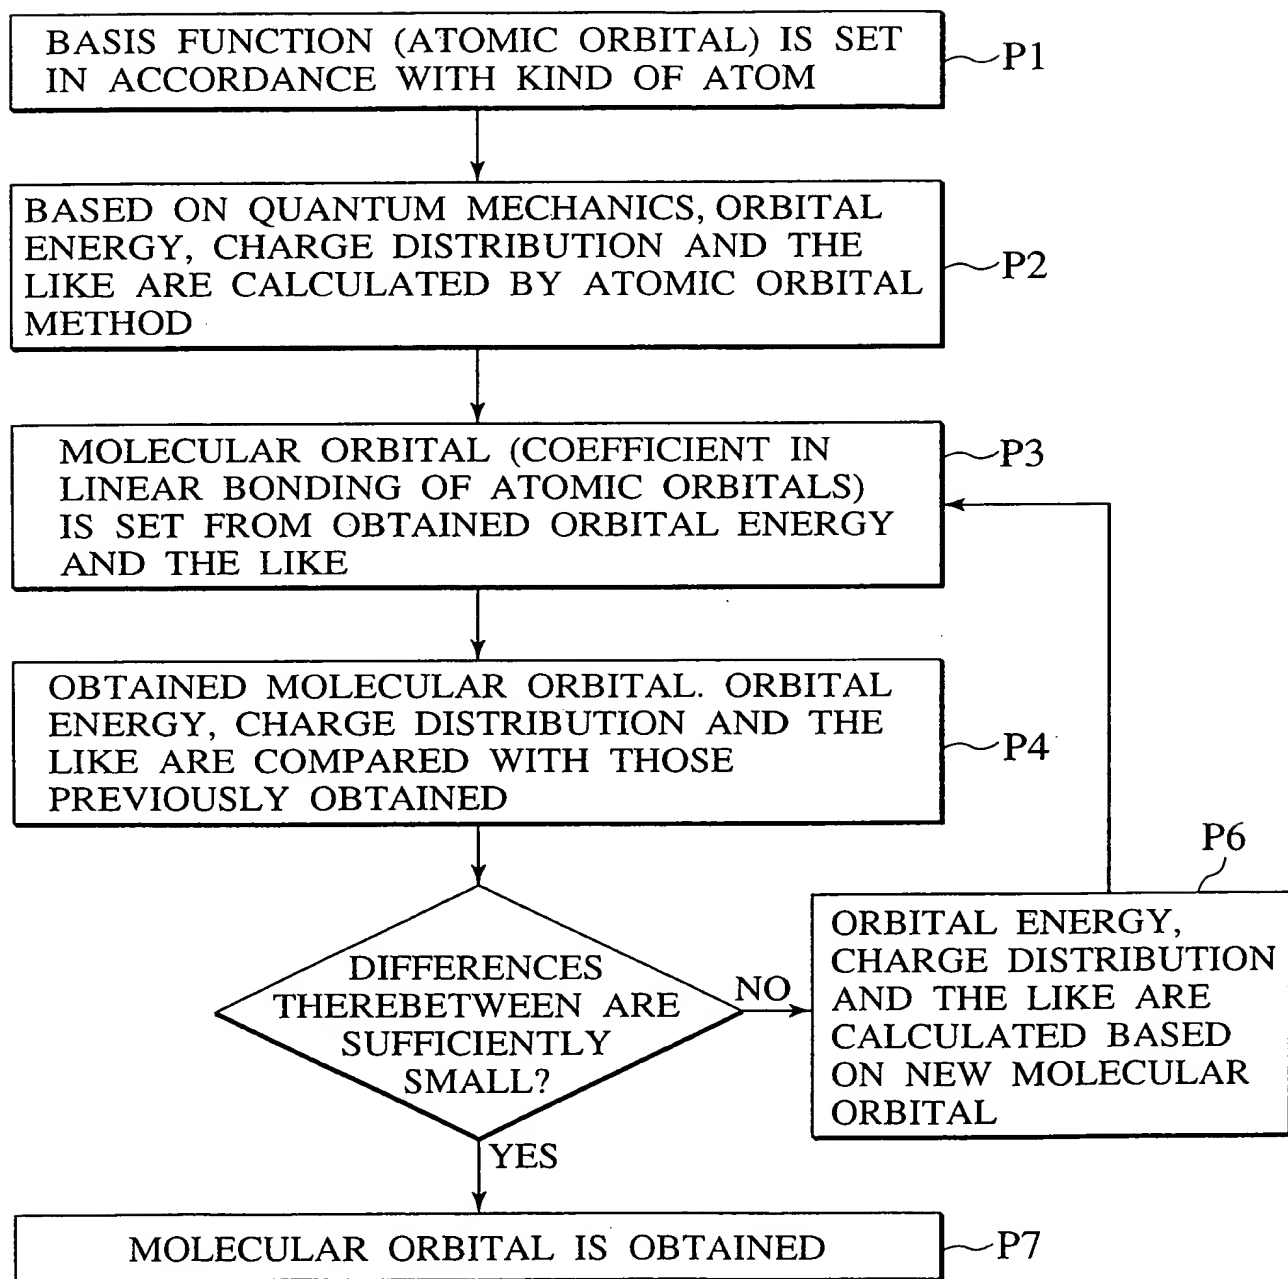 BASIS FUNCTION (ATOMIC ORBITAL) IS SET
IN ACCORDANCE WITH KIND OF ATOM
P1
BASED ON QUANTUM MECHANICS, ORBITAL
ENERGY, CHARGE DISTRIBUTION AND THE
LIKE ARE CALCULATED BY ATOMIC ORBITAL
METHOD
P2
MOLECULAR ORBITAL (COEFFICIENT IN
LINEAR BONDING OF ATOMIC ORBITALS)
IS SET FROM OBTAINED ORBITAL ENERGY
AND THE LIKE
P3
OBTAINED MOLECULAR ORBITAL. ORBITAL
ENERGY, CHARGE DISTRIBUTION AND THE
LIKE ARE COMPARED WITH THOSE
PREVIOUSLY OBTAINED
P4
DIFFERENCES
THEREBETWEEN ARE
SUFFICIENTLY
SMALL?
NO
P6
ORBITAL ENERGY,
CHARGE DISTRIBUTION
AND THE LIKE ARE
CALCULATED BASED
ON NEW MOLECULAR
ORBITAL
YES
MOLECULAR ORBITAL IS OBTAINED
P7